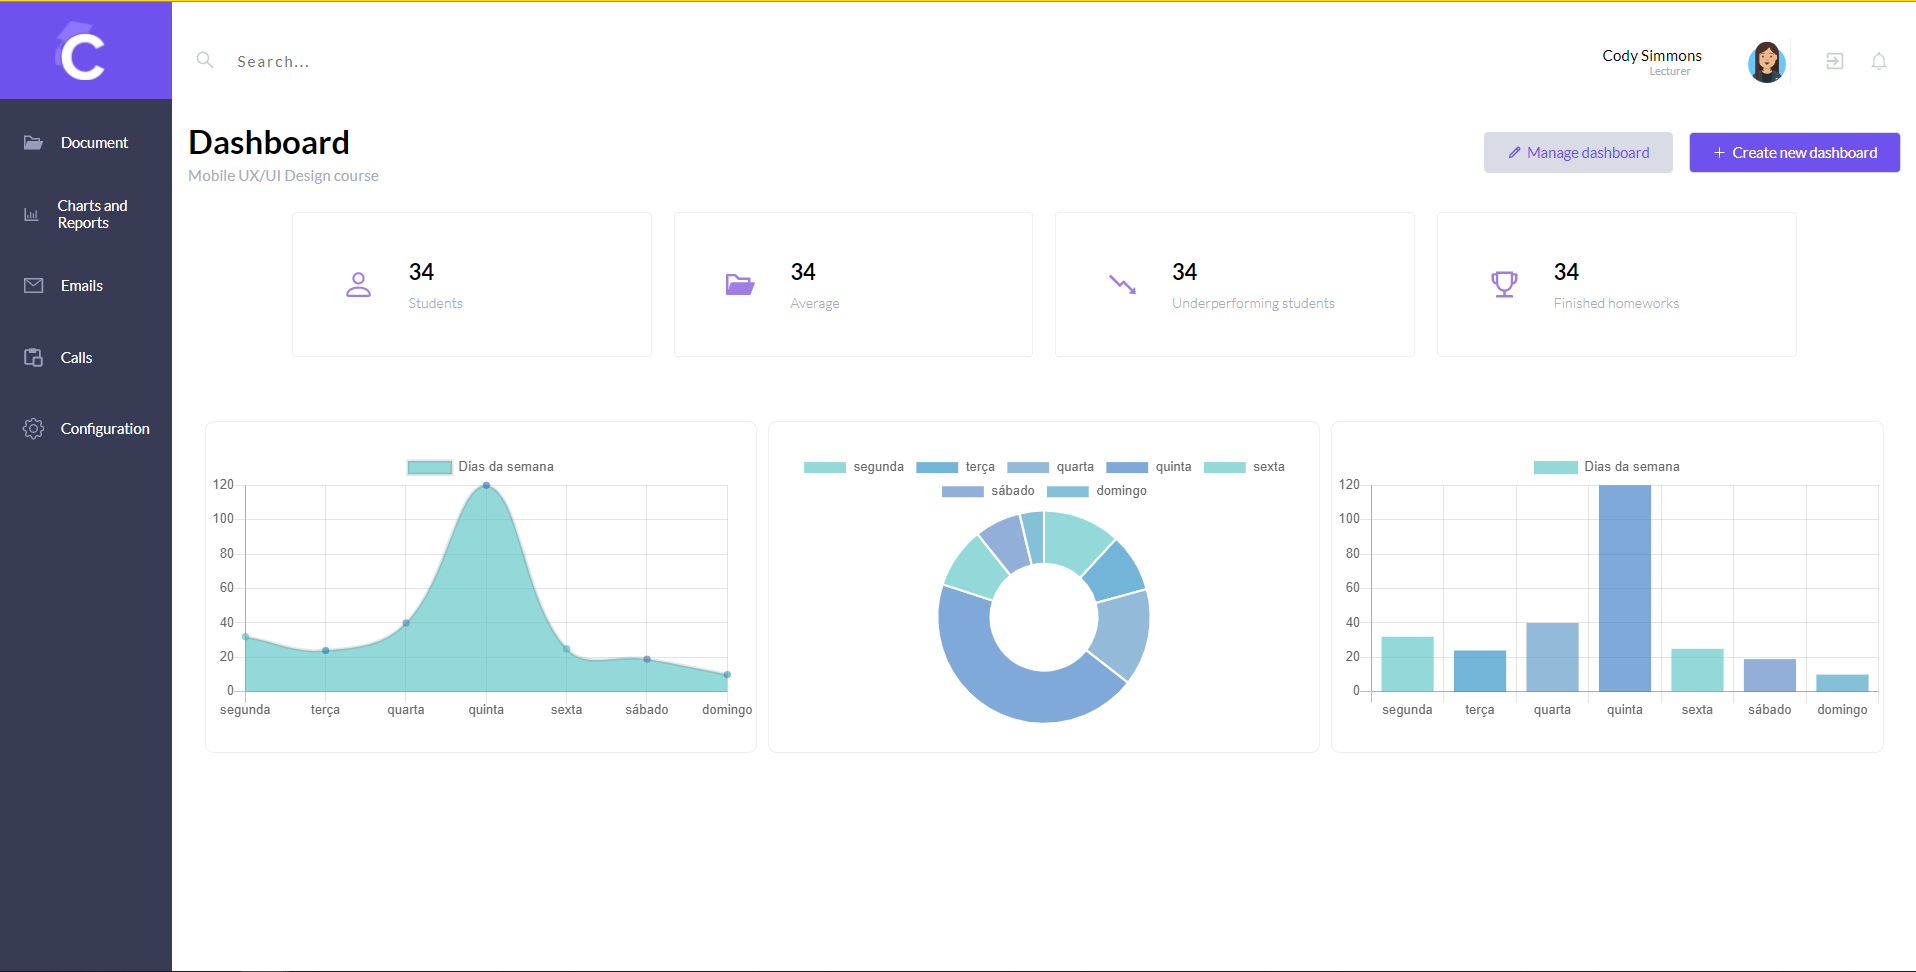 C
Search...
Cody Simmons
Lecturer
Document
Charts and
Reports
Emails
Calls
Configuration
Dashboard
Mobile UX/UI Design course
Manage dashboard
+ Create new dashboard
34
Students
34
Average
34
Underperforming students
34
Finished homeworks
Dias da semana
120
100
80
60
40
20
0
segunda terça quarta quinta sexta sábado domingo
segunda terça quarta quinta sexta
sábado domingo
Dias da semana
120
100
80
60
40
20
0
segunda terça quarta quinta sexta sábado domingo